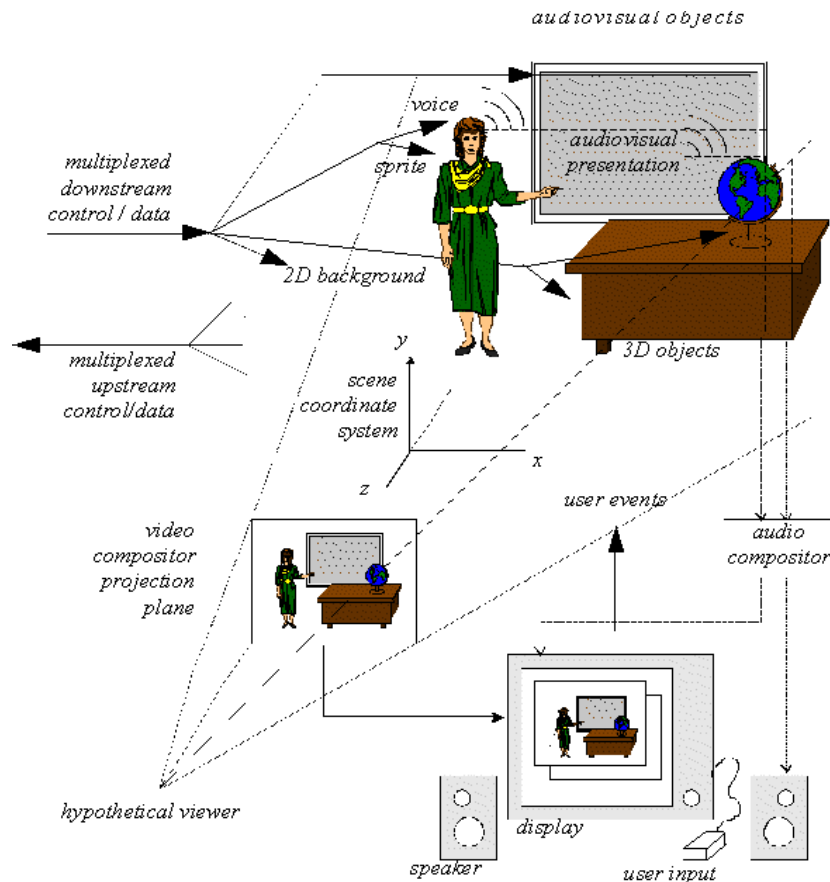 audiovisual objects
voice
multiplexed
downstream
control / data
sprite
audiovisual
presentation
2D background
3D objects
multiplexed
upstream
control/data
y
scene
coordinate
system
x
z
user events
video
compositor
projection
plane
audio
compositor
hypothetical viewer
display
speaker
user input